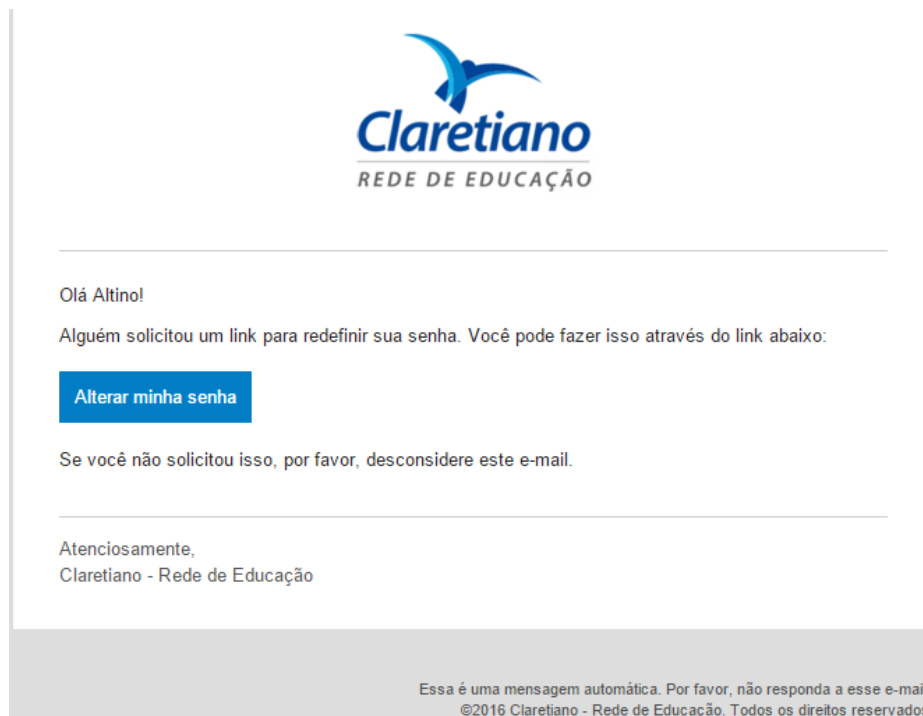 Claretiano
REDE DE EDUCAÇÃO
Olá Altino!
Alguém solicitou um link para redefinir sua senha. Você pode fazer isso através do link abaixo:
Alterar minha senha
Se você não solicitou isso, por favor, desconsidere este e-mail.
Atenciosamente,
Claretiano - Rede de Educação
Essa é uma mensagem automática. Por favor, não responda a esse e-mai
©2016 Claretiano - Rede de Educação. Todos os direitos reservado